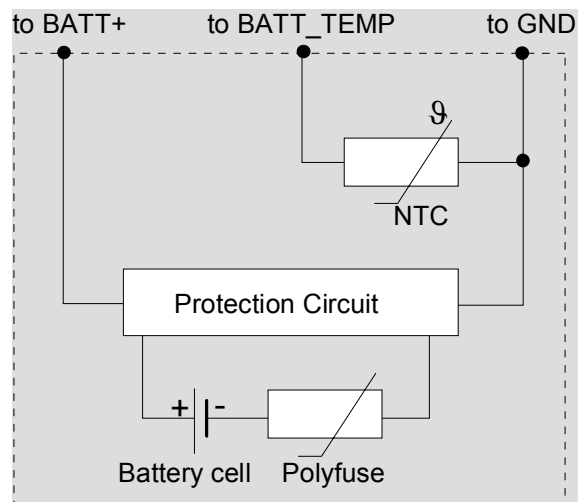 to BATT+ to BATT_TEMP to GND
ϑ
NTC
Protection Circuit
+ -
Battery cell Polyfuse